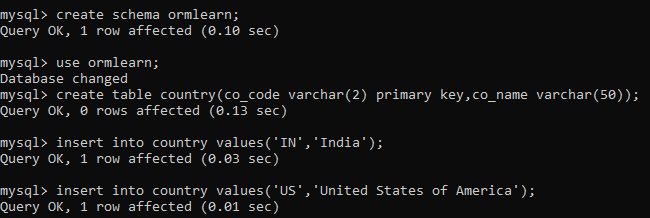 mysql> create schema ormlearn;
Query OK, 1 row affected (0.10 sec)
mysql> use ormlearn;
Database changed
mysql> create table country(co_code varchar(2) primary key,co_name varchar(50));
Query OK, 0 rows affected (0.13 sec)
mysql> insert into country values('IN','India');
Query OK, 1 row affected (0.03 sec)
mysql> insert into country values('US','United States of America');
Query OK, 1 row affected (0.01 sec)